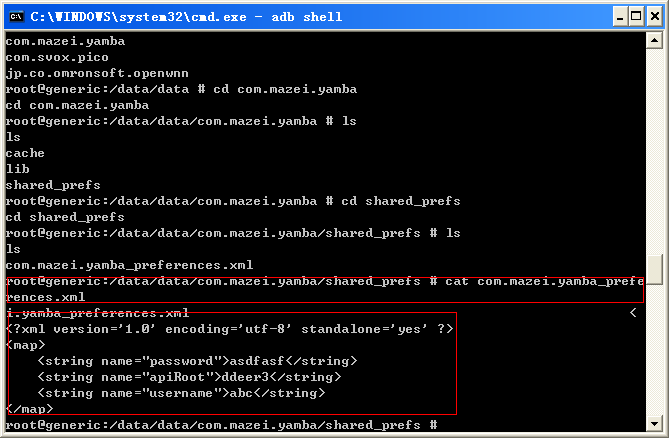 C:\WINDOWS\system32\cmd.exe - adb shell
com.mazei.yamba
com.svox.pico
jp.co.omronsoft.openwnn
root@generic:/data/data # cd com.mazei.yamba
cd com.mazei.yamba
root@generic:/data/data/com.mazei.yamba # ls
ls
cache
lib
shared_prefs
root@generic:/data/data/com.mazei.yamba # cd shared_prefs
cd shared_prefs
root@generic:/data/data/com.mazei.yamba/shared_prefs # ls
ls
com.mazei.yamba_preferences.xml
root@generic:/data/data/com.mazei.yamba/shared_prefs # cat com.mazei.yamba_prefe
rences.xml
i.yamba_preferences.xml <
<?xml version='1.0' encoding='utf-8' standalone='yes' ?>
<map>
    <string name="password">asdfasf</string>
    <string name="apiRoot">ddeer3</string>
    <string name="username">abc</string>
</map>
root@generic:/data/data/com.mazei.yamba/shared_prefs #